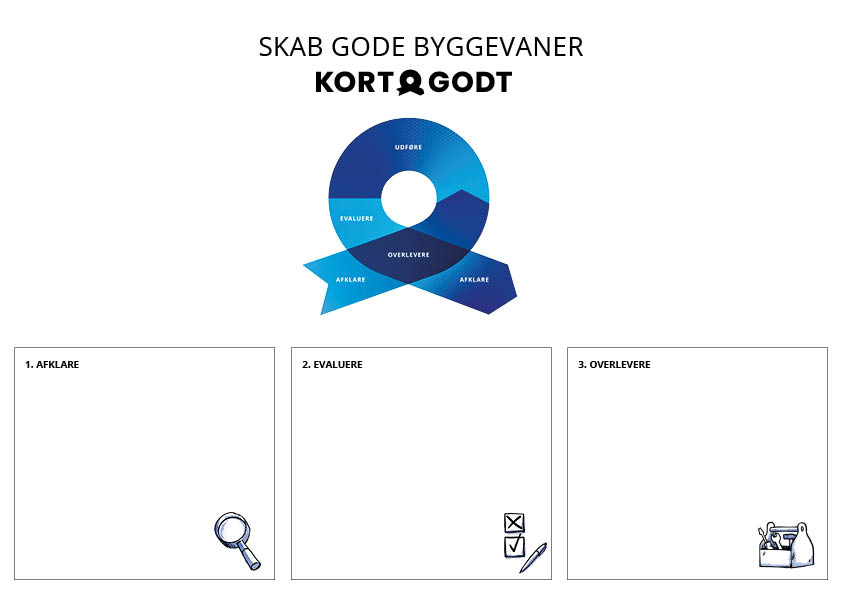 SKAB GODE BYGGEVANER
KORT GODT
UDFØRE
EVALUERE
OVERLEVERE
AFKLARE
AFKLARE
1. AFKLARE
2. EVALUERE
3. OVERLEVERE